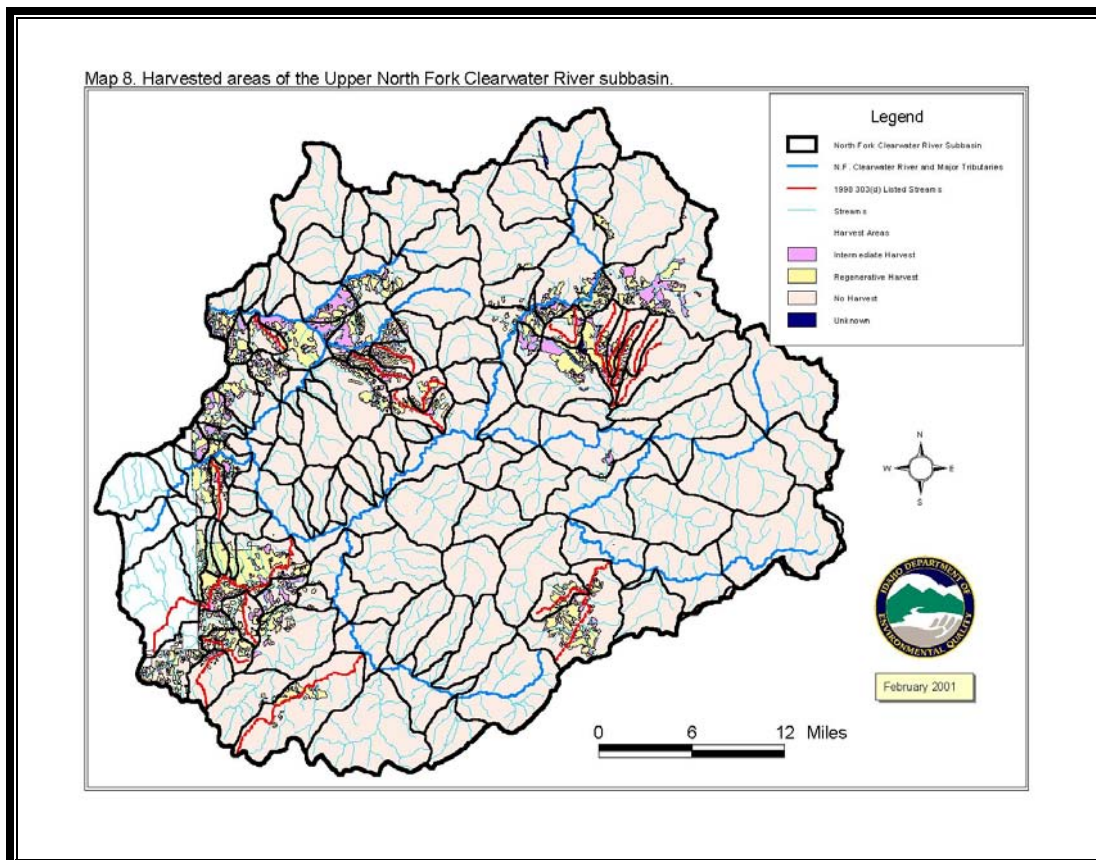 Map 8. Harvested areas of the Upper North Fork Clearwater River subbasin.
Legend
North Fork Clearwater River Subbasin
N.F. Clearwater River and Major Tributaries
1998 303(d) Listed Streams
Streams
Harvest Areas
Intermediate Harvest
Regenerative Harvest
No Harvest
Unknown
N
W E
S
IDAHO DEPARTMENT OF
ENVIRONMENTAL QUALITY
February 2001
0 6 12 Miles